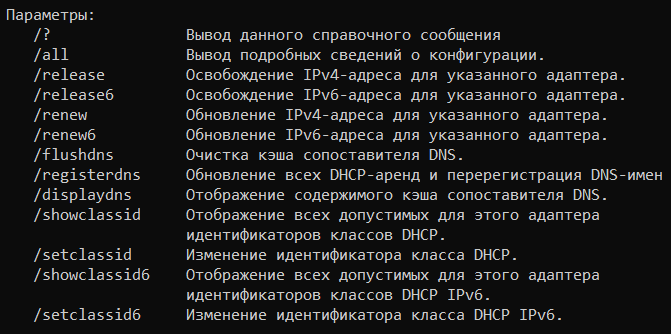 Параметры:
/? Вывод данного справочного сообщения
/all Вывод подробных сведений о конфигурации.
/release Освобождение IPv4-адреса для указанного адаптера.
/release6 Освобождение IPv6-адреса для указанного адаптера.
/renew Обновление IPv4-адреса для указанного адаптера.
/renew6 Обновление IPv6-адреса для указанного адаптера.
/flushdns Очистка кэша сопоставителя DNS.
/registerdns Обновление всех DHCP-аренд и перерегистрация DNS-имен
/displaydns Отображение содержимого кэша сопоставителя DNS.
/showclassid Отображение всех допустимых для этого адаптера
идентификаторов классов DHCP.
/setclassid Изменение идентификатора класса DHCP.
/showclassid6 Отображение всех допустимых для этого адаптера
идентификаторов классов DHCP IPv6.
/setclassid6 Изменение идентификатора класса DHCP IPv6.